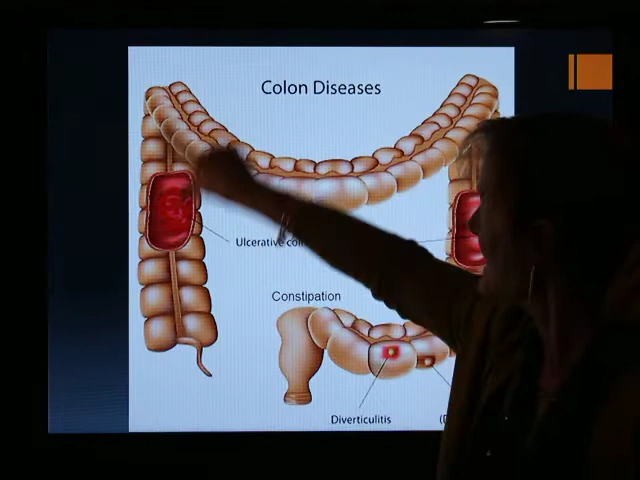 Colon Diseases
Ulcerative
Constipation
Diverticulitis